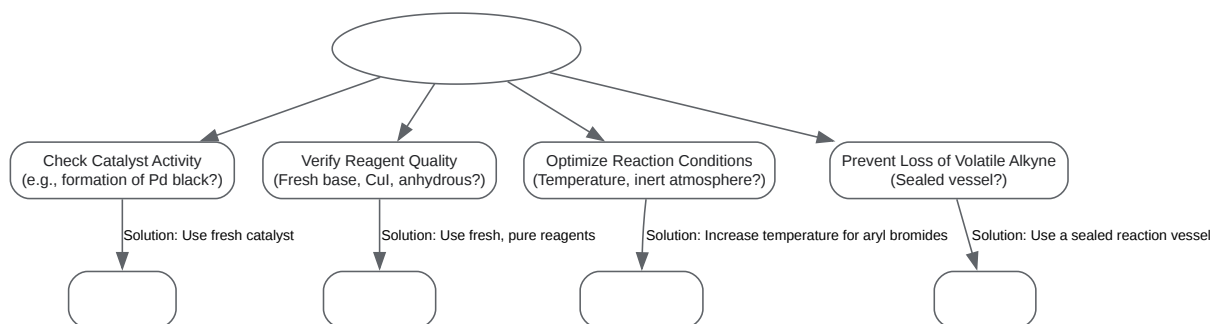 Check Catalyst Activity
(e.g., formation of Pd black?)
Verify Reagent Quality
(Fresh base, CuI, anhydrous?)
Optimize Reaction Conditions
(Temperature, inert atmosphere?)
Prevent Loss of Volatile Alkyne
(Sealed vessel?)
Solution: Use fresh catalyst
Solution: Use fresh, pure reagents
Solution: Increase temperature for aryl bromides
Solution: Use a sealed reaction vessel